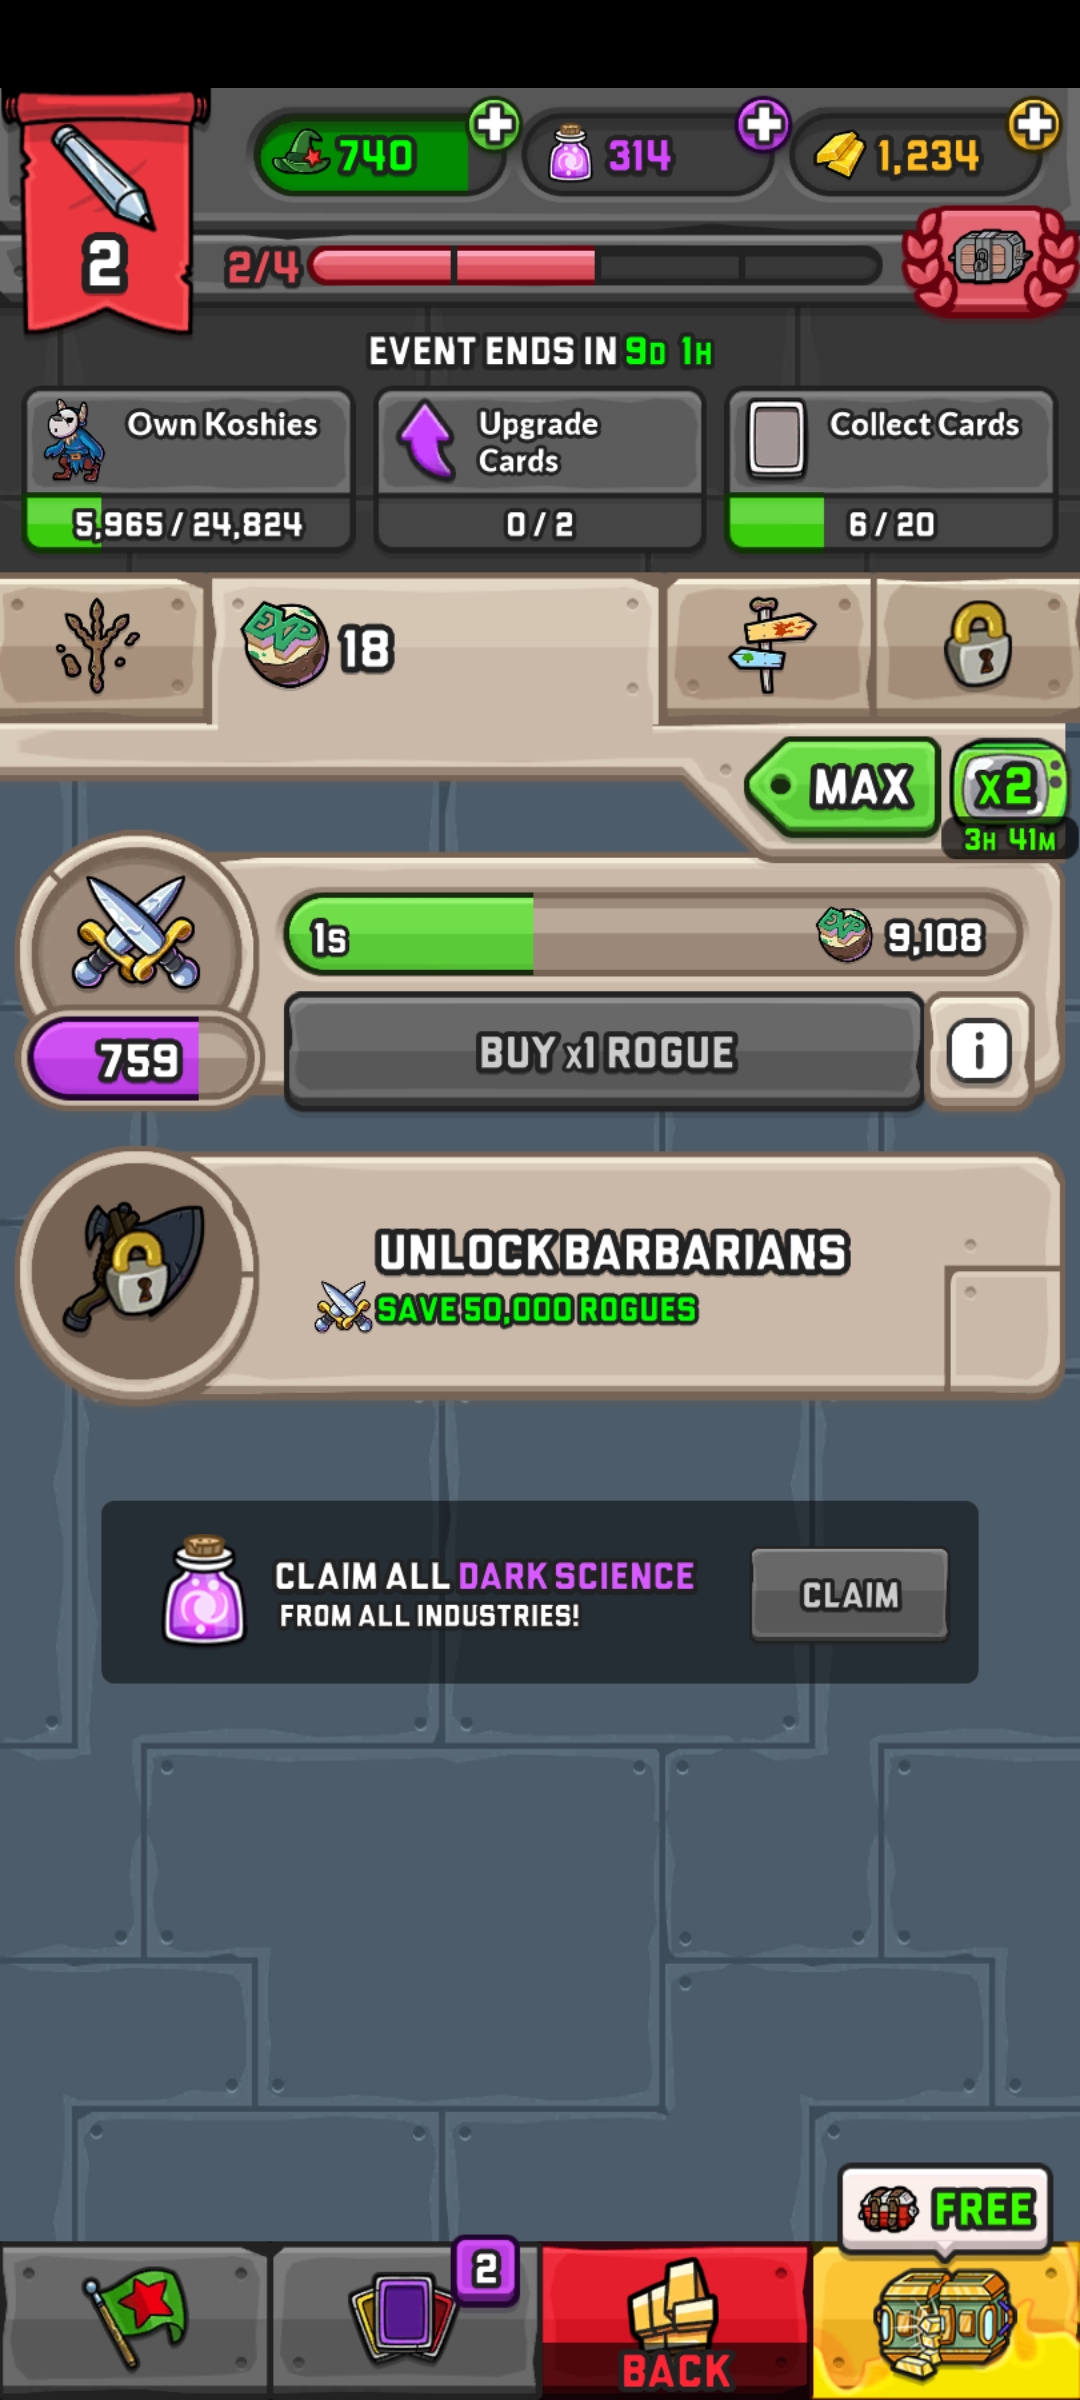 740
314
1,234
2
2/4
EVENT ENDS IN 9D 1H
Own Koshies
5,965 / 24,824
Upgrade
Cards
0 / 2
Collect Cards
6 / 20
EXP
18
MAX
x2
3H 41M
1s
EXP
9,108
759
BUY x1 ROGUE
i
UNLOCK BARBARIANS
SAVE 50,000 ROGUES
CLAIM ALL DARK SCIENCE
FROM ALL INDUSTRIES!
CLAIM
FREE
2
BACK